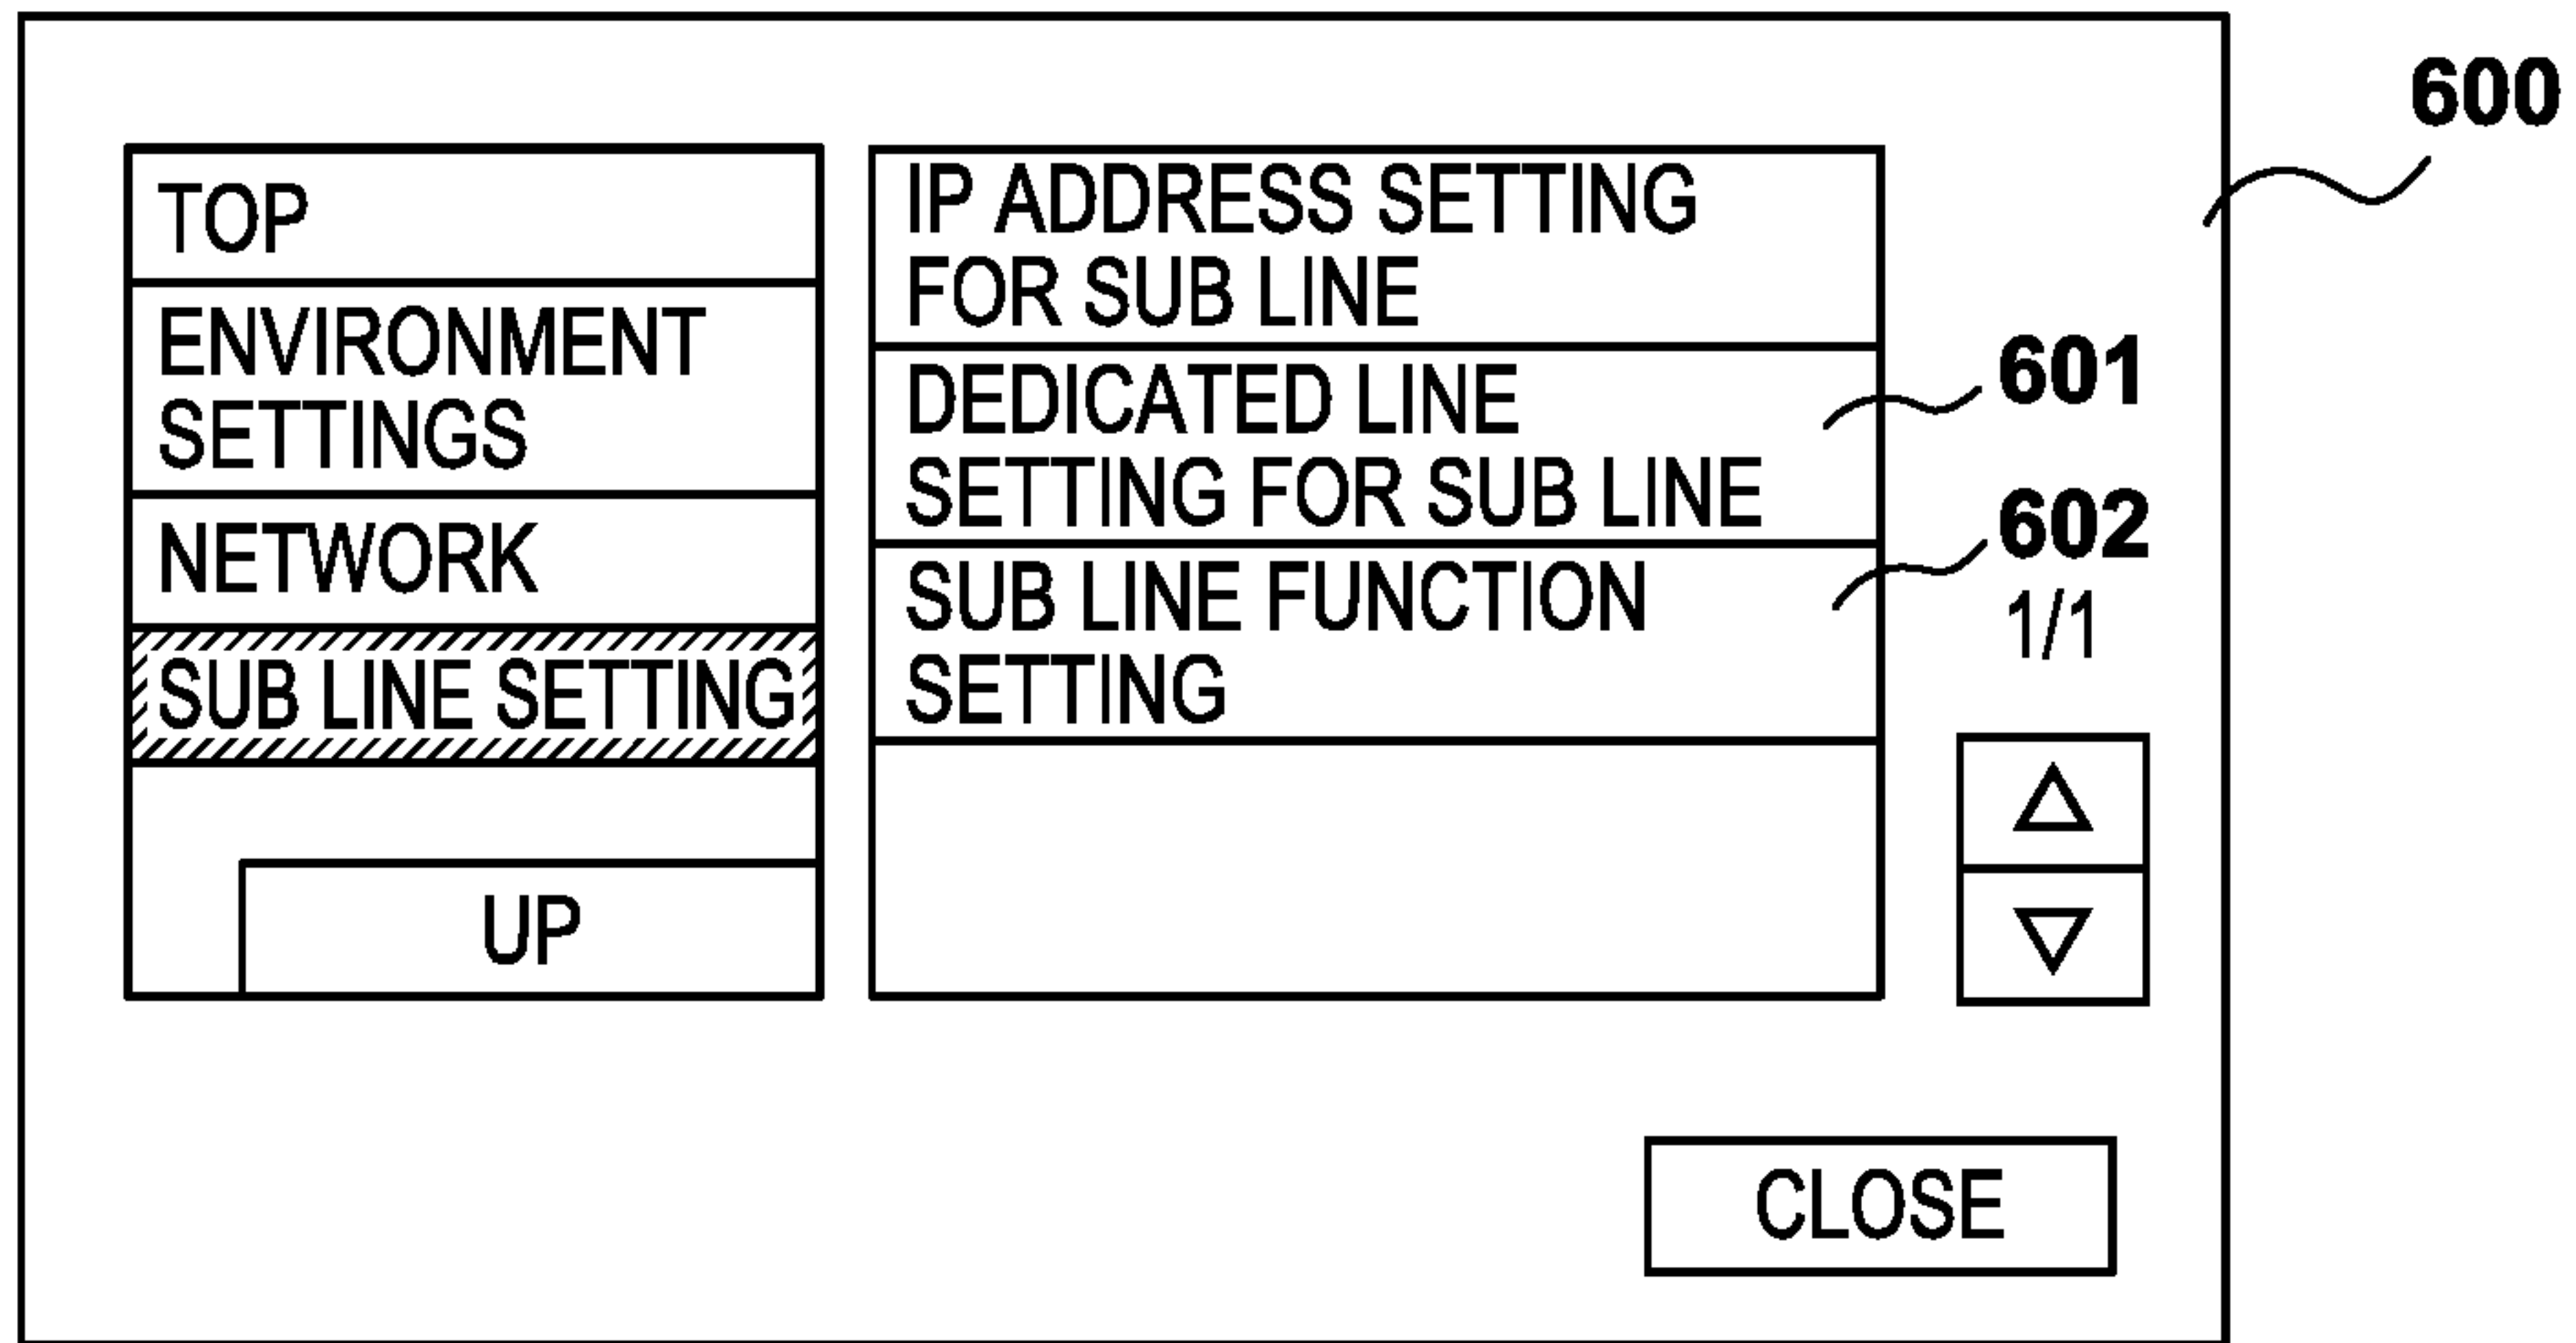 600
TOP
ENVIRONMENT
SETTINGS
NETWORK
SUB LINE SETTING
UP
IP ADDRESS SETTING
FOR SUB LINE
DEDICATED LINE
SETTING FOR SUB LINE
SUB LINE FUNCTION
SETTING
601
602
1/1
CLOSE